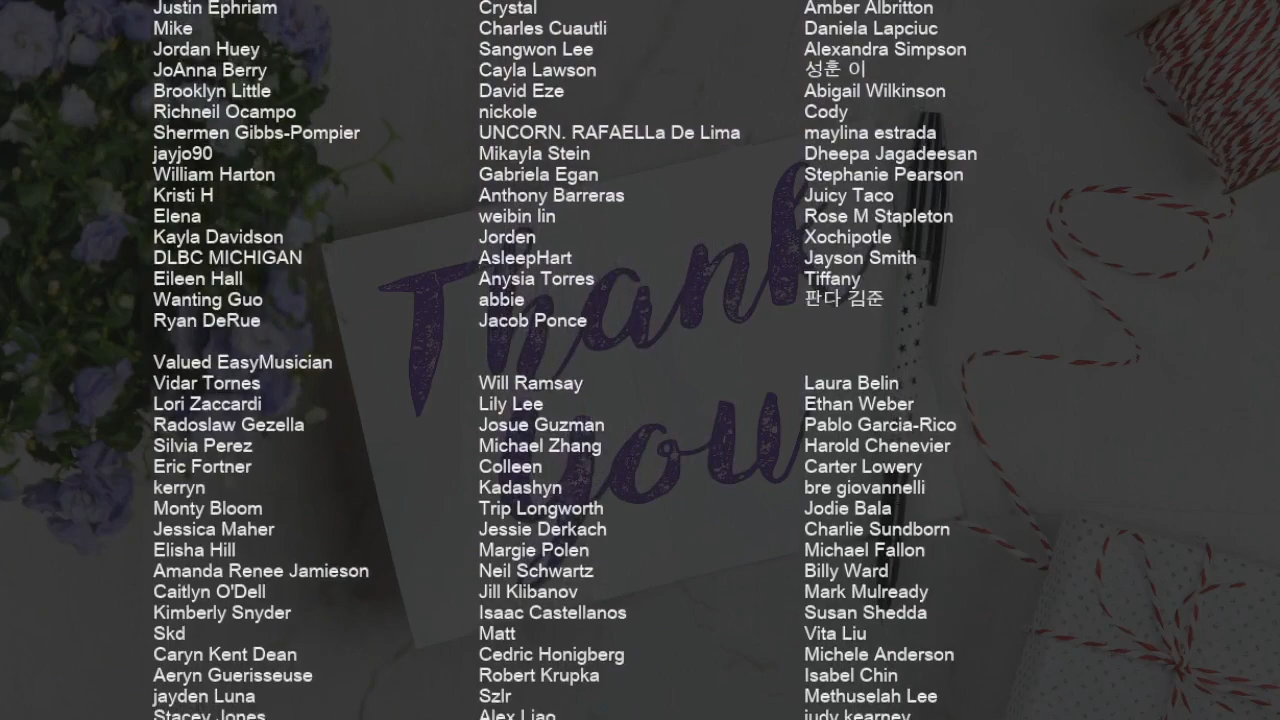 Justin Ephriam
Mike
Jordan Huey
JoAnna Berry
Brooklyn Little
Richneil Ocampo
Shermen Gibbs-Pompier
jayjo90
William Harton
Kristi H
Elena
Kayla Davidson
DLBC MICHIGAN
Eileen Hall
Wanting Guo
Ryan DeRue
Crystal
Charles Cuautli
Sangwon Lee
Cayla Lawson
David Eze
nickole
UNCORN. RAFAELLa De Lima
Mikayla Stein
Gabriela Egan
Anthony Barreras
weibin lin
Jorden
AsleepHart
Anysia Torres
abbie
Jacob Ponce
Amber Albritton
Daniela Lapciuc
Alexandra Simpson
성훈 이
Abigail Wilkinson
Cody
maylina estrada
Dheepa Jagadeesan
Stephanie Pearson
Juicy Taco
Rose M Stapleton
Xochipotle
Jayson Smith
Tiffany
판다 김준
Valued EasyMusician
Vidar Tornes
Lori Zaccardi
Radoslaw Gezella
Silvia Perez
Eric Fortner
kerryn
Monty Bloom
Jessica Maher
Elisha Hill
Amanda Renee Jamieson
Caitlyn O'Dell
Kimberly Snyder
Skd
Caryn Kent Dean
Aeryn Guerisseuse
jayden Luna
Stacey Jones
Will Ramsay
Lily Lee
Josue Guzman
Michael Zhang
Colleen
Kadashyn
Trip Longworth
Jessie Derkach
Margie Polen
Neil Schwartz
Jill Klibanov
Isaac Castellanos
Matt
Cedric Honigberg
Robert Krupka
Szlr
Alex Liao
Laura Belin
Ethan Weber
Pablo Garcia-Rico
Harold Chenevier
Carter Lowery
bre giovannelli
Jodie Bala
Charlie Sundborn
Michael Fallon
Billy Ward
Mark Mulready
Susan Shedda
Vita Liu
Michele Anderson
Isabel Chin
Methuselah Lee
judy kearney
Thank
you